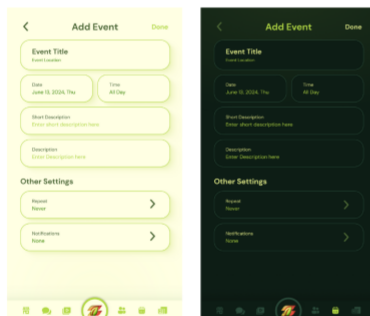 Add Event
Done
Event Title
Event Location
Date
June 13, 2024, Thu
Time
All Day
Short Description
Enter short description here
Description
Enter Description here
Other Settings
Repeat
Never
Notifications
None
Add Event
Done
Event Title
Event Location
Date
June 13, 2024, Thu
Time
All Day
Short Description
Enter short description here
Description
Enter Description here
Other Settings
Repeat
Never
Notifications
None